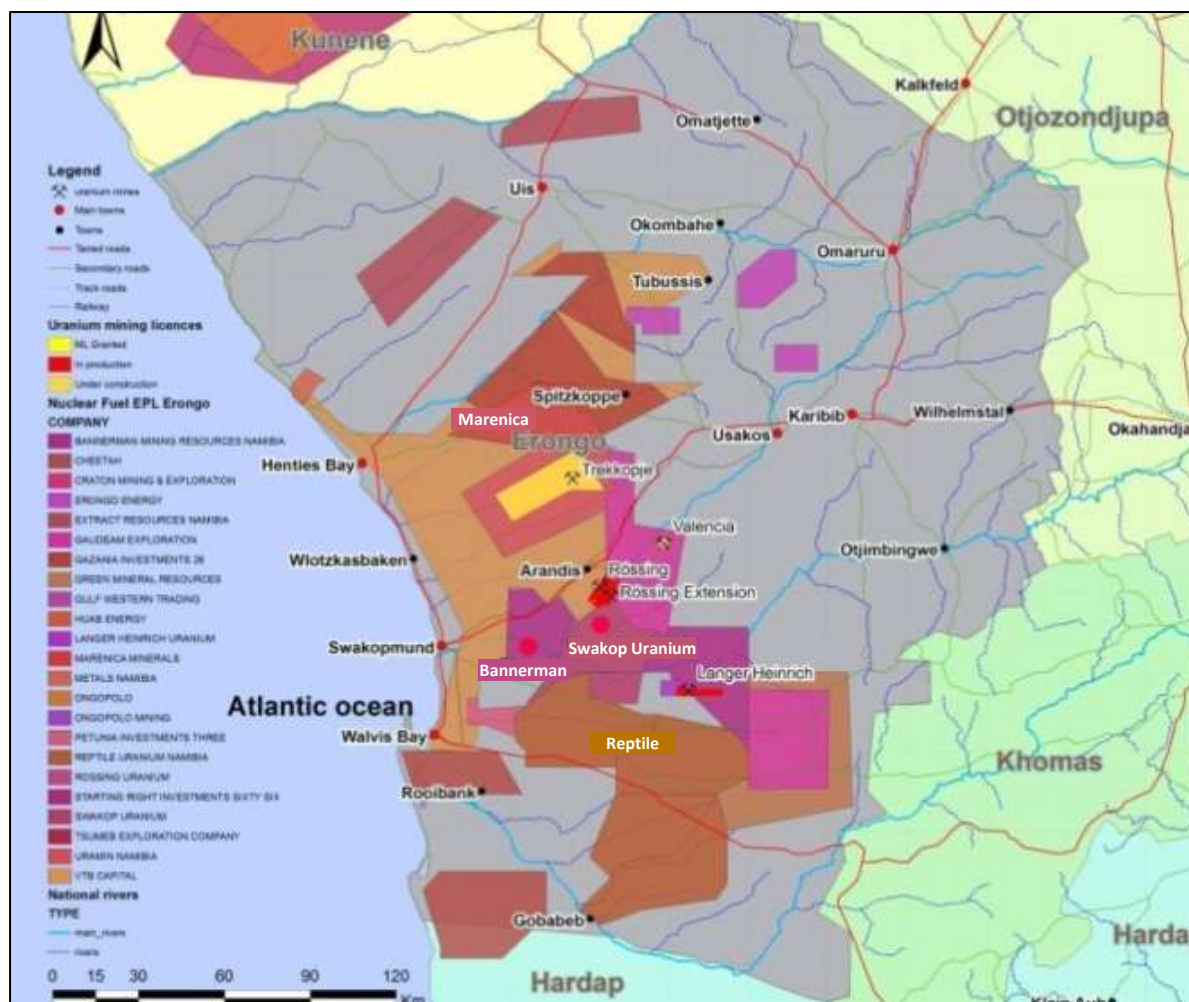 Kunene
Kalkfeld
Omatjette
Otjozondjupa
Legend
uranium mines
Main towns
Towns
Tarred roads
Secondary roads
Track roads
Railway
Uranium mining licences
ML Granted
In production
Under construction
Nuclear Fuel EPL Erongo
COMPANY
BANNERMAN MINING RESOURCES NAMIBIA
CHEETAH
CRATON MINING & EXPLORATION
ERONGO ENERGY
EXTRACT RESOURCES NAMIBIA
GAUDEAM EXPLORATION
GAZANIA INVESTMENTS 28
GREEN MINERAL RESOURCES
GULF WESTERN TRADING
HUAB ENERGY
LANGER HEINRICH URANIUM
MARENICA MINERALS
METALS NAMIBIA
ONGOPOLO
ONGOPOLO MINING
PETUNIA INVESTMENTS THREE
REPTILE URANIUM NAMIBIA
ROSSING URANIUM
STARTING RIGHT INVESTMENTS SIXTY SIX
SWAKOP URANIUM
TSUMEB EXPLORATION COMPANY
URAMIN NAMIBIA
VTB CAPITAL
National rivers
TYPE
main_rivers
rivers
0 15 30 60 90 120
Km
Uis
Okombahe
Omaruru
Tubussis
Spitzkoppe
Marenica
Erongo
Karibib
Wilhelmstal
Usakos
Okahandja
Henties Bay
Trekkopje
Valencia
Wlotzkasbaken
Otjimbingwe
Arandis
Rössing
Rössing Extension
Swakopmund
Swakop Uranium
Bannerman
Langer Heinrich
Atlantic ocean
Walvis Bay
Reptile
Khomas
Rooibank
Gobabeb
Harda
Hardap
Klein Aub